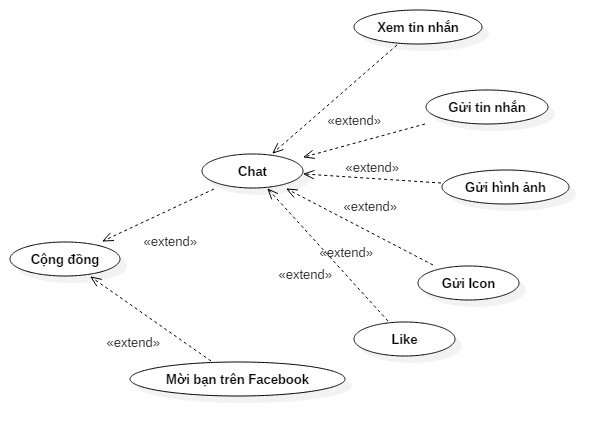 Xem tin nhắn
Gửi tin nhắn
«extend»
«extend»
Chat
Gửi hình ảnh
«extend»
«extend»
«extend»
Cộng đồng
«extend»
Gửi Icon
Like
«extend»
Mời bạn trên Facebook